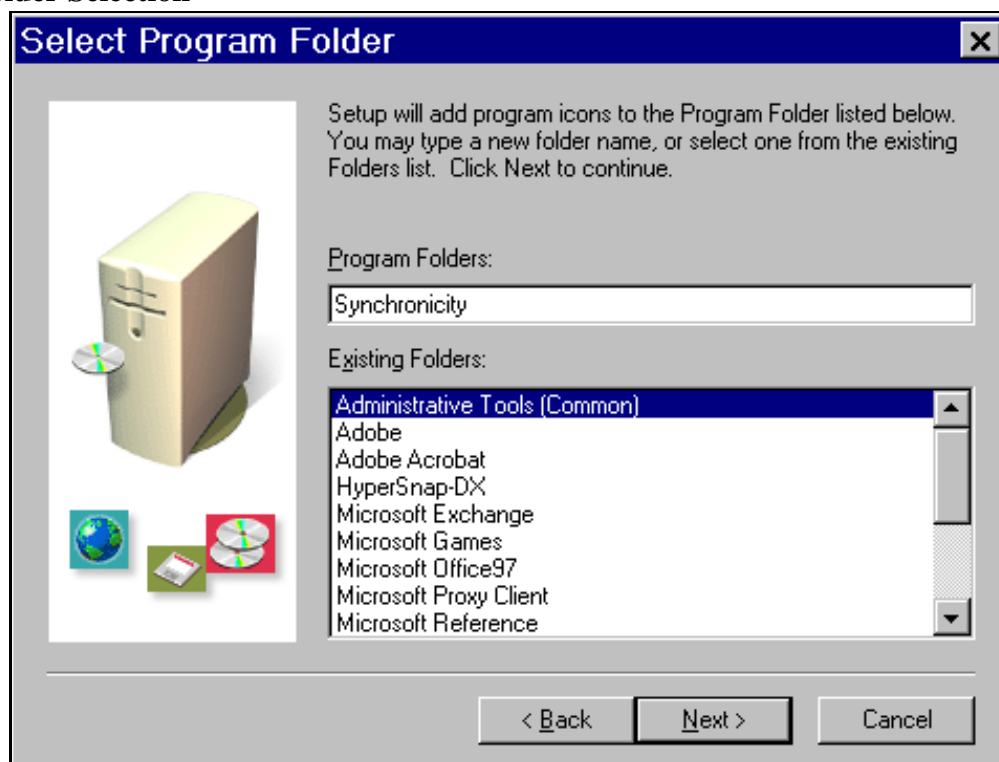 Select Program Folder
Setup will add program icons to the Program Folder listed below.
You may type a new folder name, or select one from the existing
Folders list.  Click Next to continue.
Program Folders:
Synchronicity
Existing Folders:
Administrative Tools (Common)
Adobe
Adobe Acrobat
HyperSnap-DX
Microsoft Exchange
Microsoft Games
Microsoft Office97
Microsoft Proxy Client
Microsoft Reference
< Back
Next >
Cancel